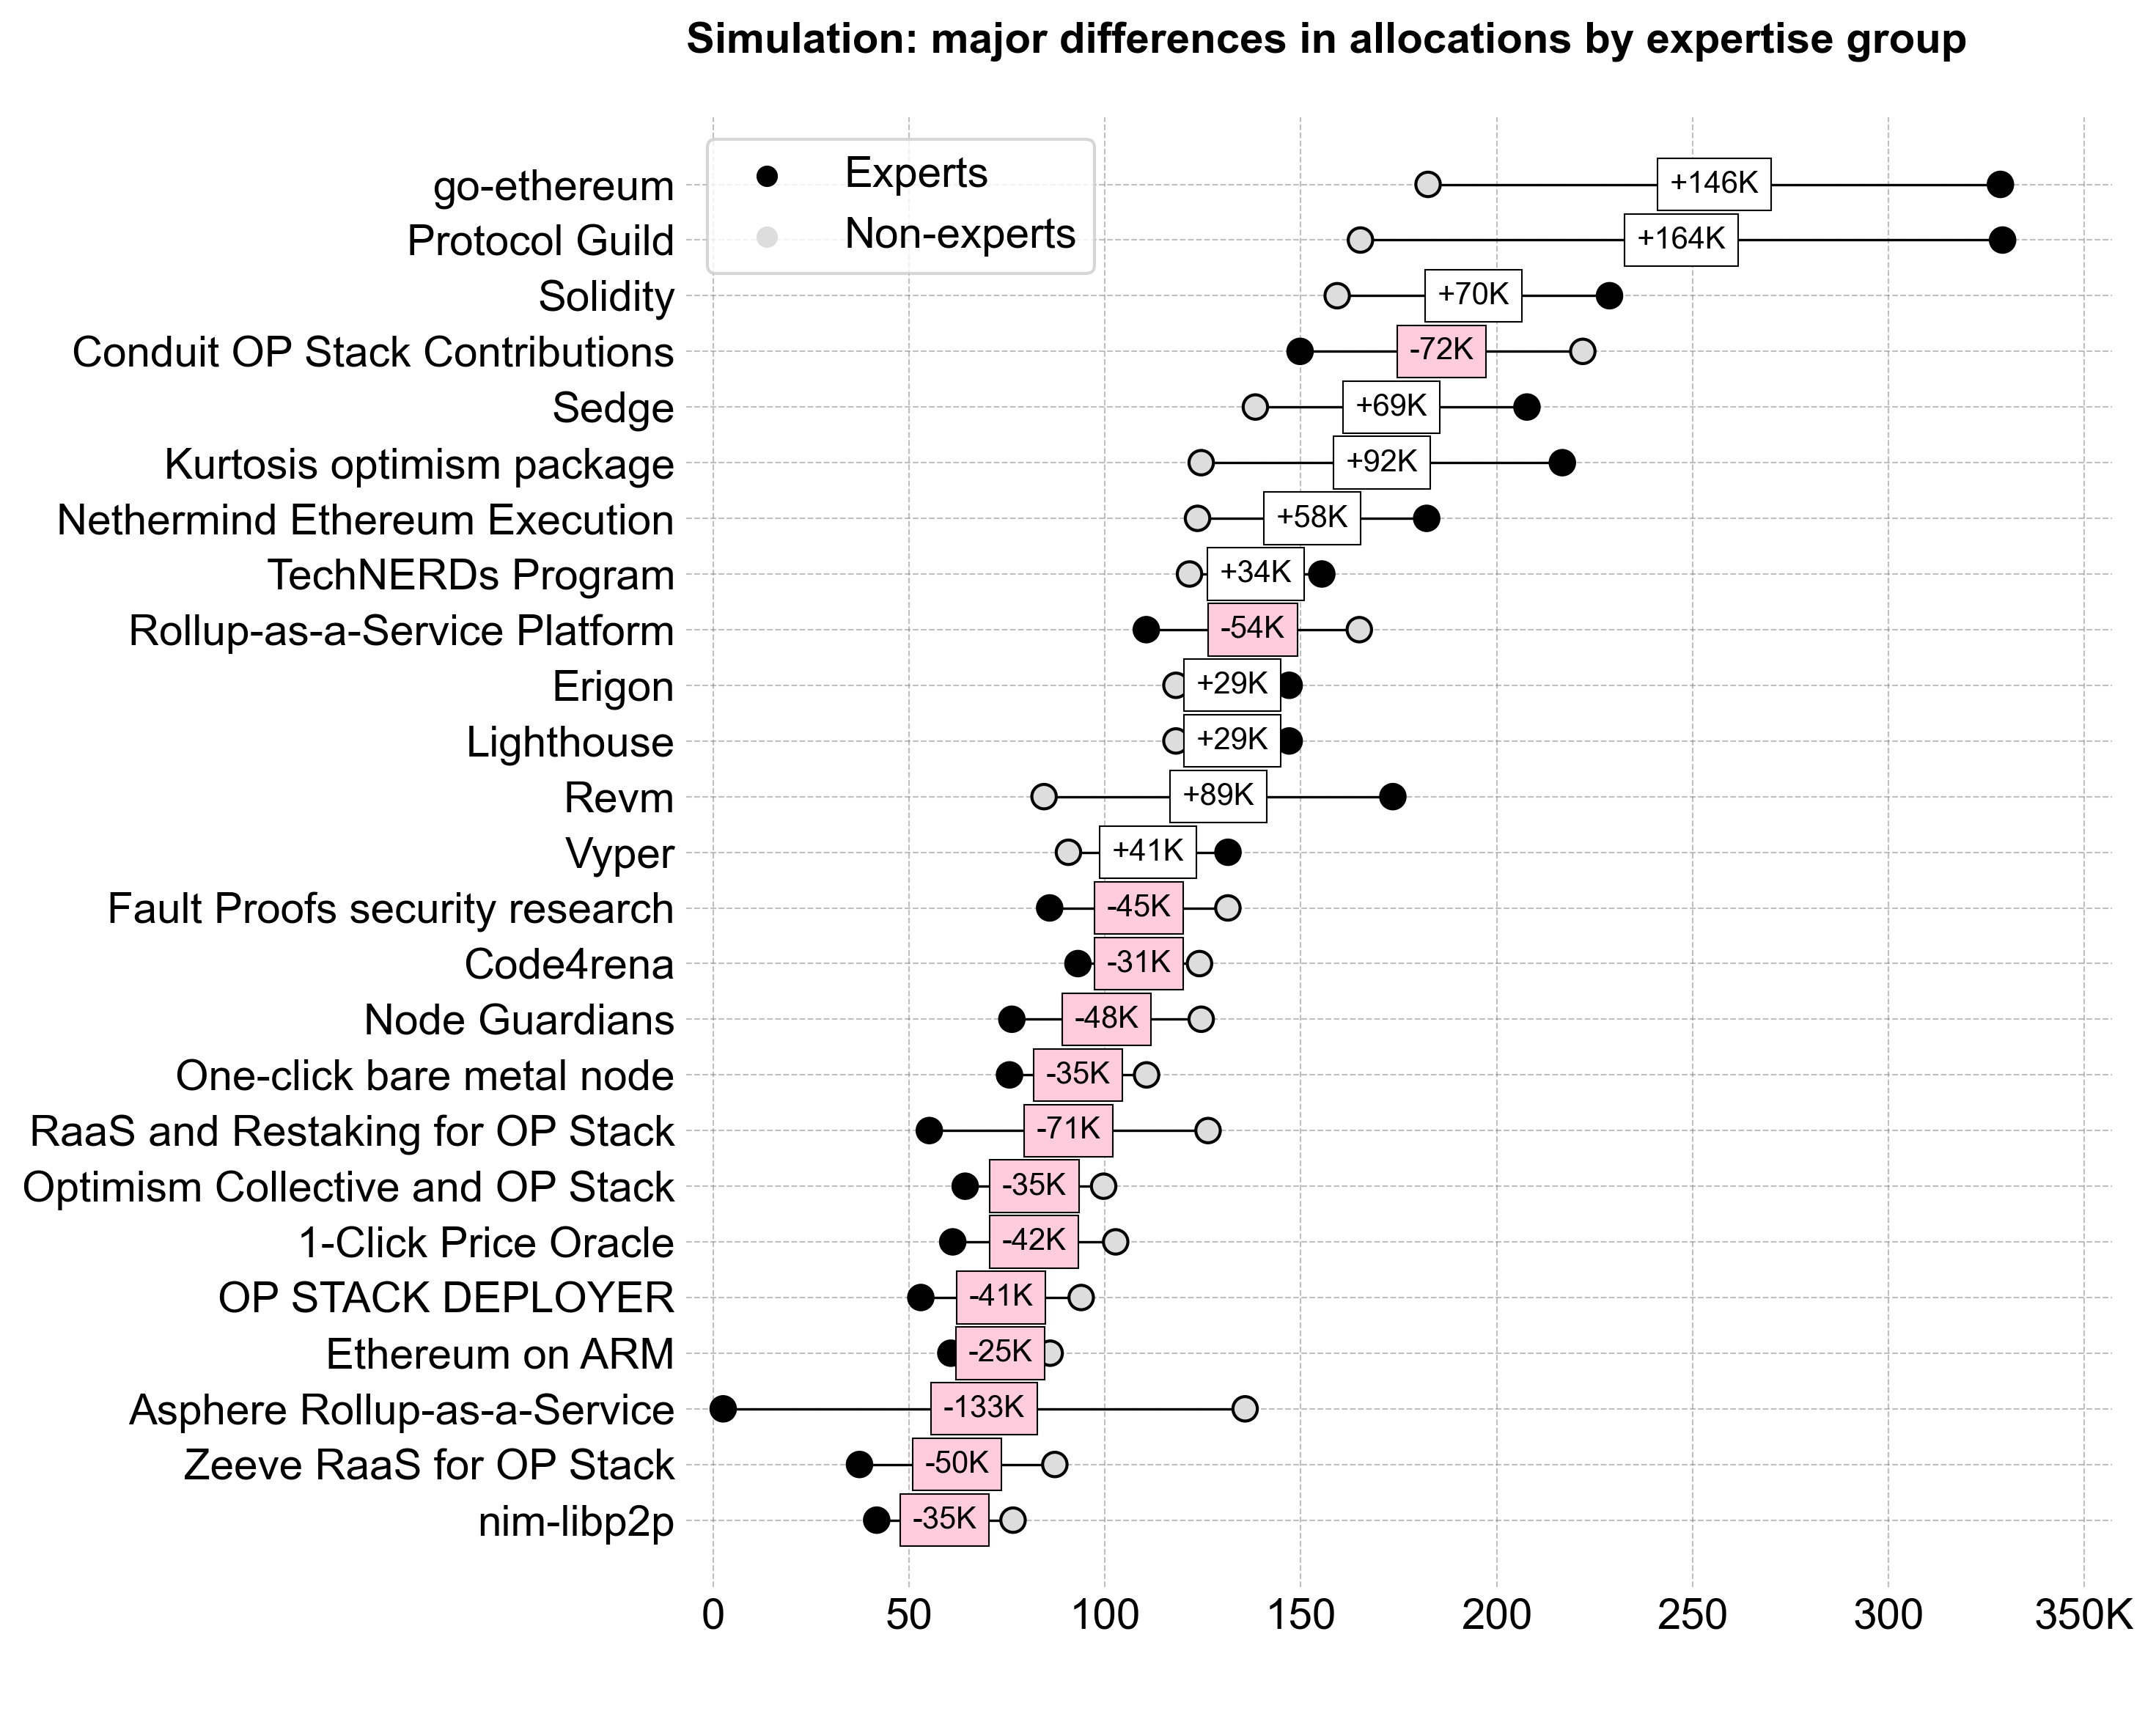 Simulation: major differences in allocations by expertise group
Experts
Non-experts
go-ethereum +146K
Protocol Guild +164K
Solidity +70K
Conduit OP Stack Contributions -72K
Sedge +69K
Kurtosis optimism package +92K
Nethermind Ethereum Execution +58K
TechNERDs Program +34K
Rollup-as-a-Service Platform -54K
Erigon +29K
Lighthouse +29K
Revm +89K
Vyper +41K
Fault Proofs security research -45K
Code4rena -31K
Node Guardians -48K
One-click bare metal node -35K
RaaS and Restaking for OP Stack -71K
Optimism Collective and OP Stack -35K
1-Click Price Oracle -42K
OP STACK DEPLOYER -41K
Ethereum on ARM -25K
Asphere Rollup-as-a-Service -133K
Zeeve RaaS for OP Stack -50K
nim-libp2p -35K
0 50 100 150 200 250 300 350K